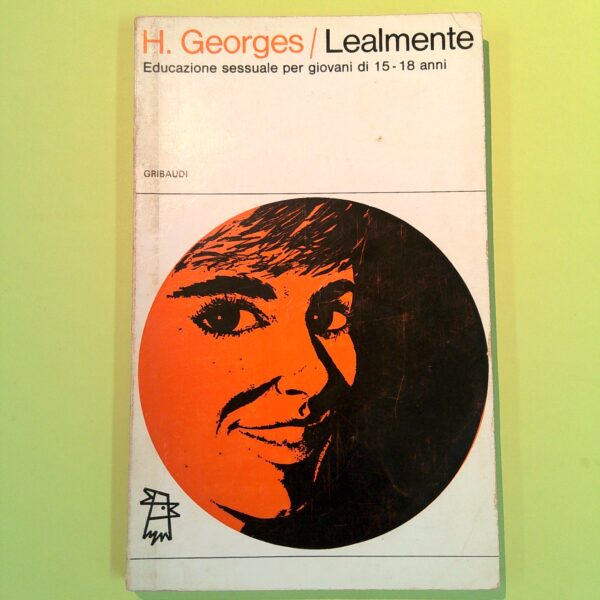 H. Georges / Lealmente
Educazione sessuale per giovani di 15-18 anni
GRIBAUDI